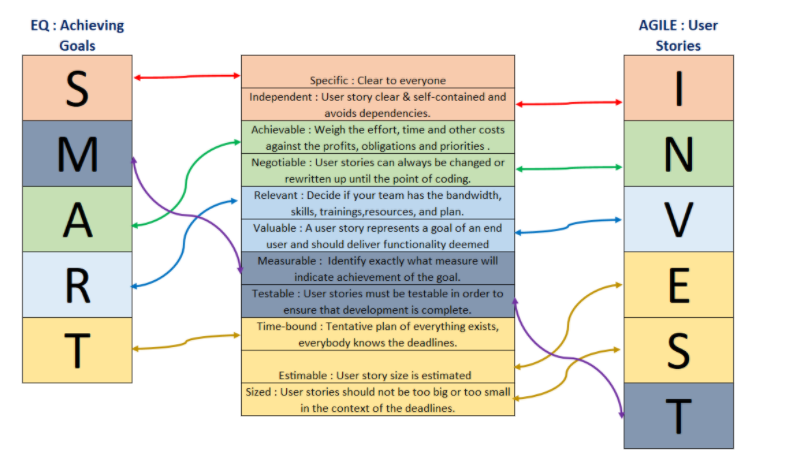 EQ : Achieving
Goals
S
M
A
R
T
Specific : Clear to everyone
Independent : User story clear & self-contained and
avoids dependencies.
Achievable : Weigh the effort, time and other costs
against the profits, obligations and priorities .
Negotiable : User stories can always be changed or
rewritten up until the point of coding.
Relevant : Decide if your team has the bandwidth,
skills, trainings,resources, and plan.
Valuable : A user story represents a goal of an end
user and should deliver functionality deemed
Measurable :  Identify exactly what measure will
indicate achievement of the goal.
Testable : User stories must be testable in order to
ensure that development is complete.
Time-bound : Tentative plan of everything exists,
everybody knows the deadlines.
Estimable : User story size is estimated
Sized : User stories should not be too big or too small
in the context of the deadlines.
AGILE : User
Stories
I
N
V
E
S
T